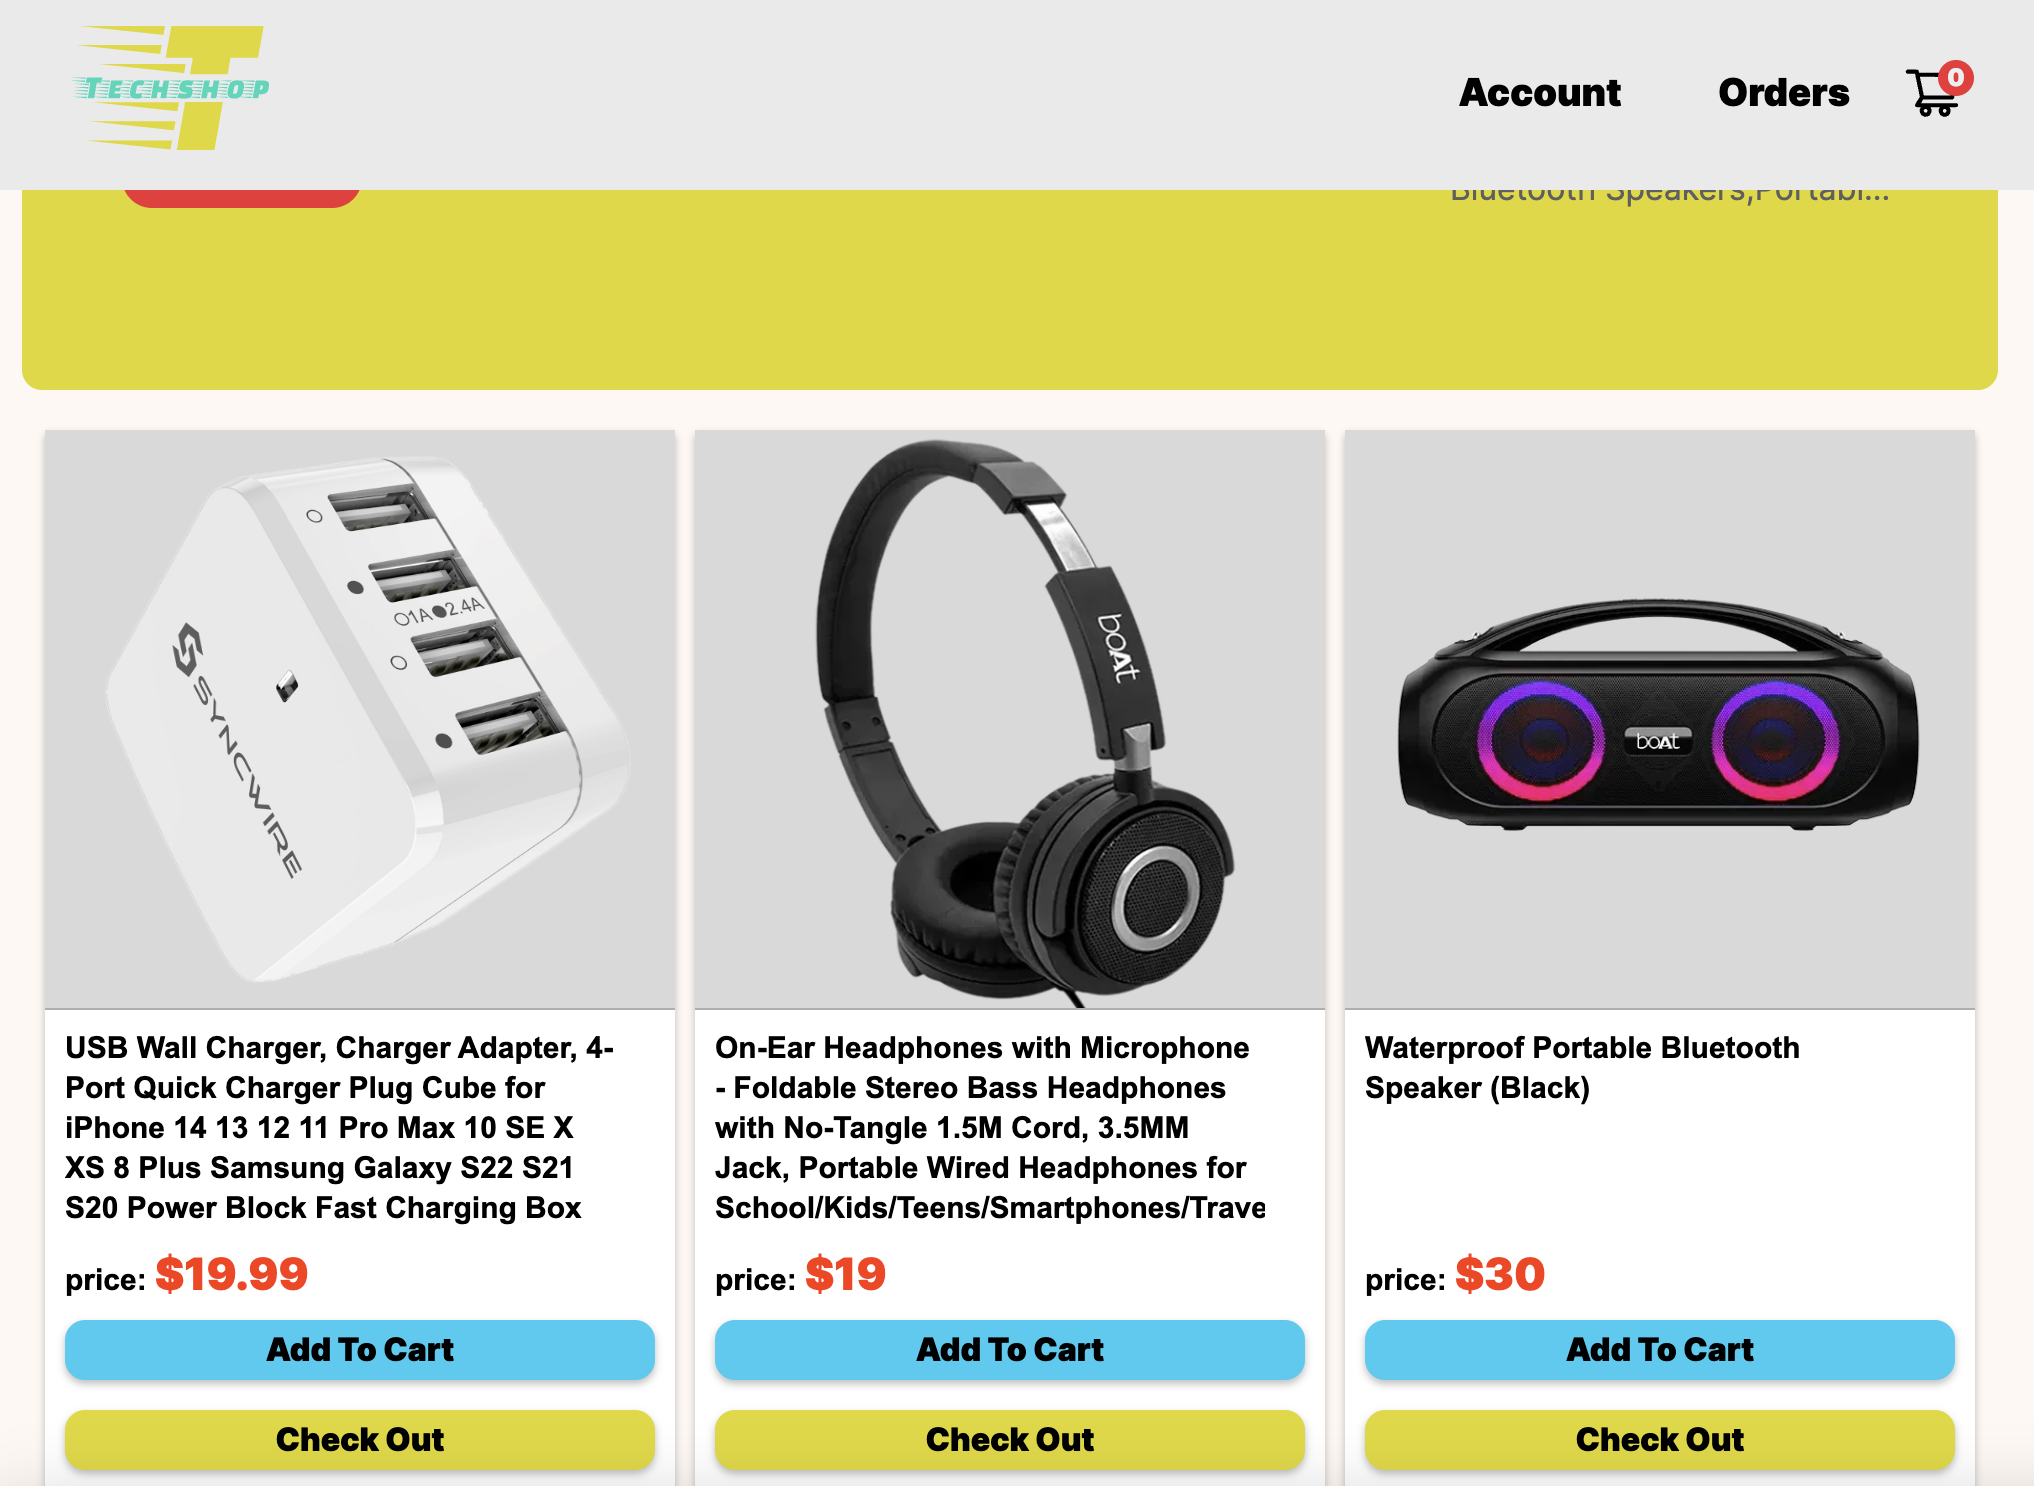 TECHSHOP
Account
Orders
0
Bluetooth Speakers,Portabl...
SYNCWIRE
1A 2.4A
boAt
boAt
USB Wall Charger, Charger Adapter, 4-
Port Quick Charger Plug Cube for
iPhone 14 13 12 11 Pro Max 10 SE X
XS 8 Plus Samsung Galaxy S22 S21
S20 Power Block Fast Charging Box
price: $19.99
Add To Cart
Check Out
On-Ear Headphones with Microphone
- Foldable Stereo Bass Headphones
with No-Tangle 1.5M Cord, 3.5MM
Jack, Portable Wired Headphones for
School/Kids/Teens/Smartphones/Trave
price: $19
Add To Cart
Check Out
Waterproof Portable Bluetooth
Speaker (Black)
price: $30
Add To Cart
Check Out